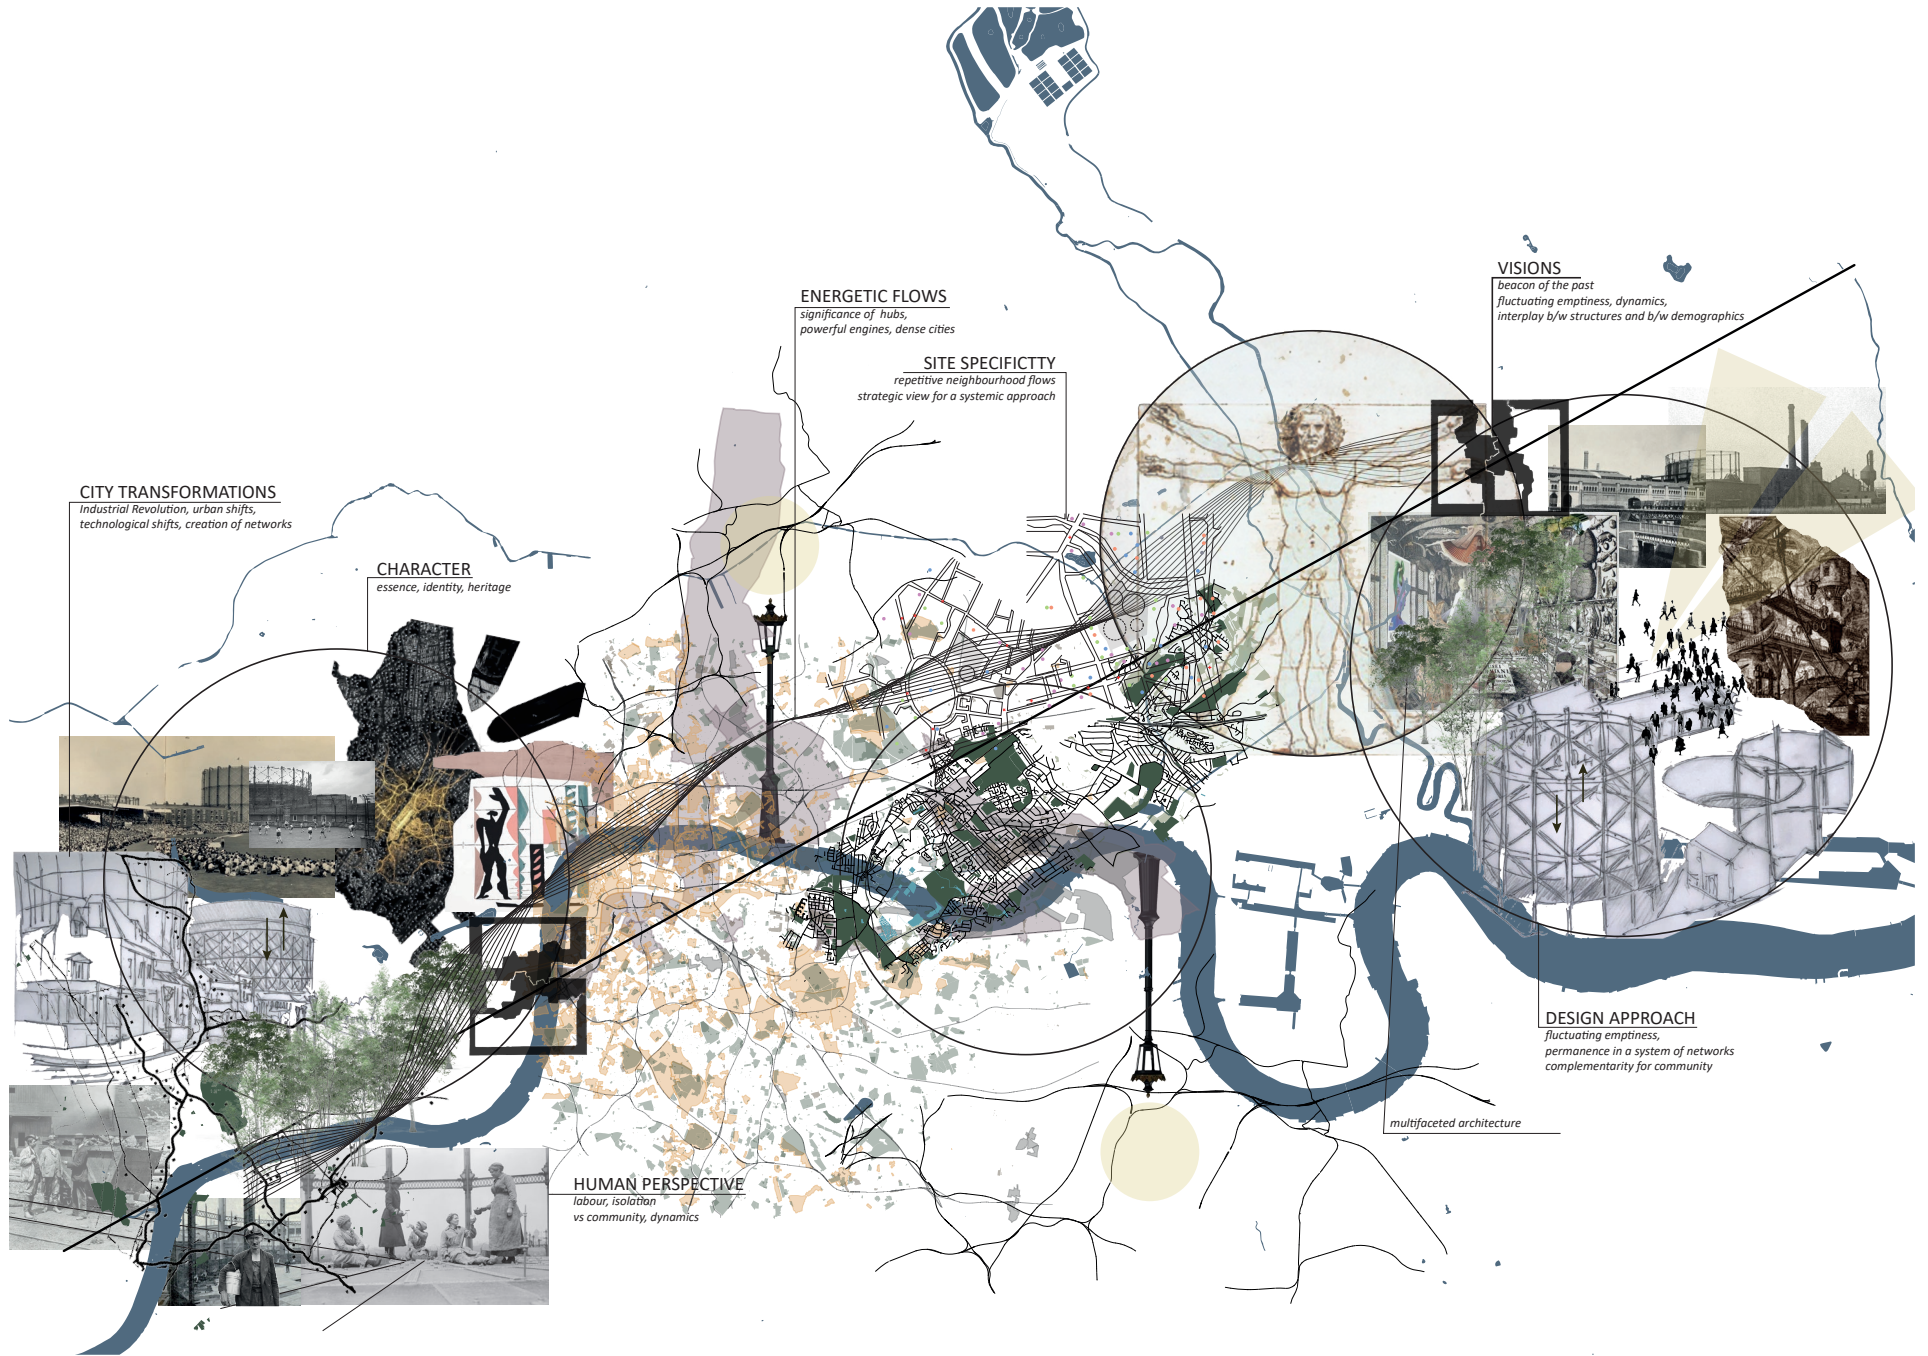 VISIONS
beacon of the past
fluctuating emptiness, dynamics,
interplay b/w structures and b/w demographics
ENERGETIC FLOWS
significance of hubs,
powerful engines, dense cities
SITE SPECIFICTTY
repetitive neighbourhood flows
strategic view for a systemic approach
CITY TRANSFORMATIONS
Industrial Revolution, urban shifts,
technological shifts, creation of networks
CHARACTER
essence, identity, heritage
DESIGN APPROACH
fluctuating emptiness,
permanence in a system of networks
complementarity for community
multifaceted architecture
HUMAN PERSPECTIVE
labour, isolation
vs community, dynamics